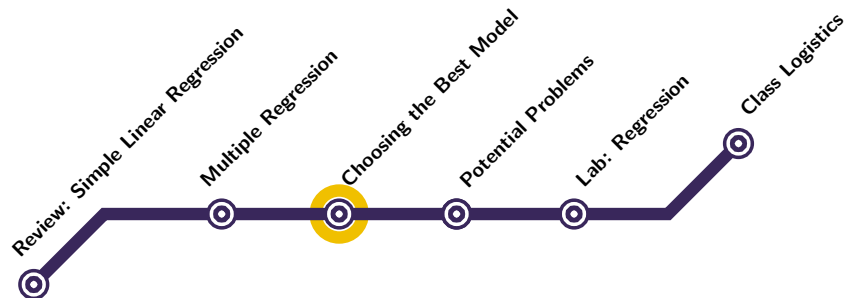 Review: Simple Linear Regression
Multiple Regression
Choosing the Best Model
Potential Problems
Lab: Regression
Class Logistics